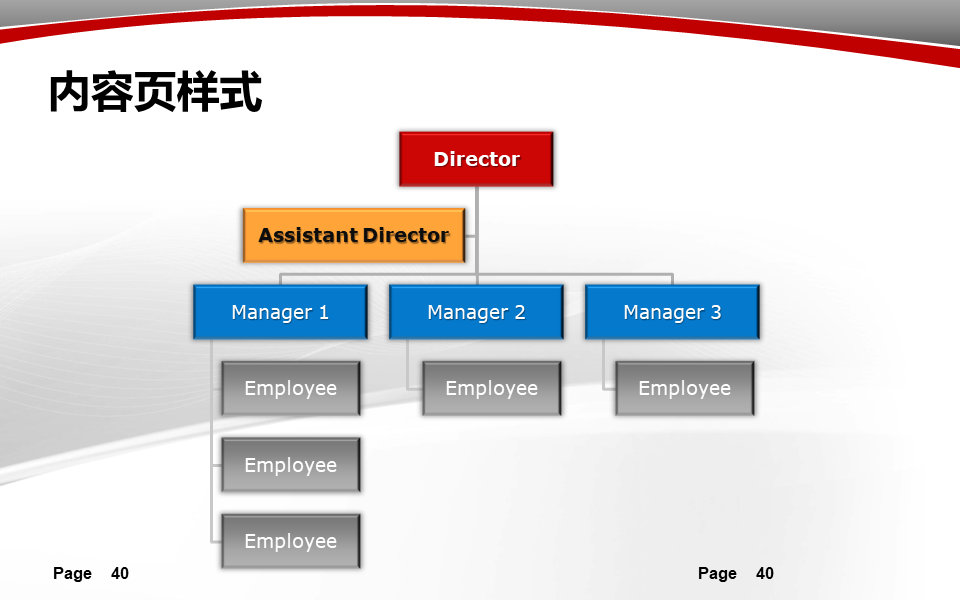 内容页样式
Director
Assistant Director
Manager 1
Manager 2
Manager 3
Employee
Employee
Employee
Employee
Employee
Page 40
Page 40